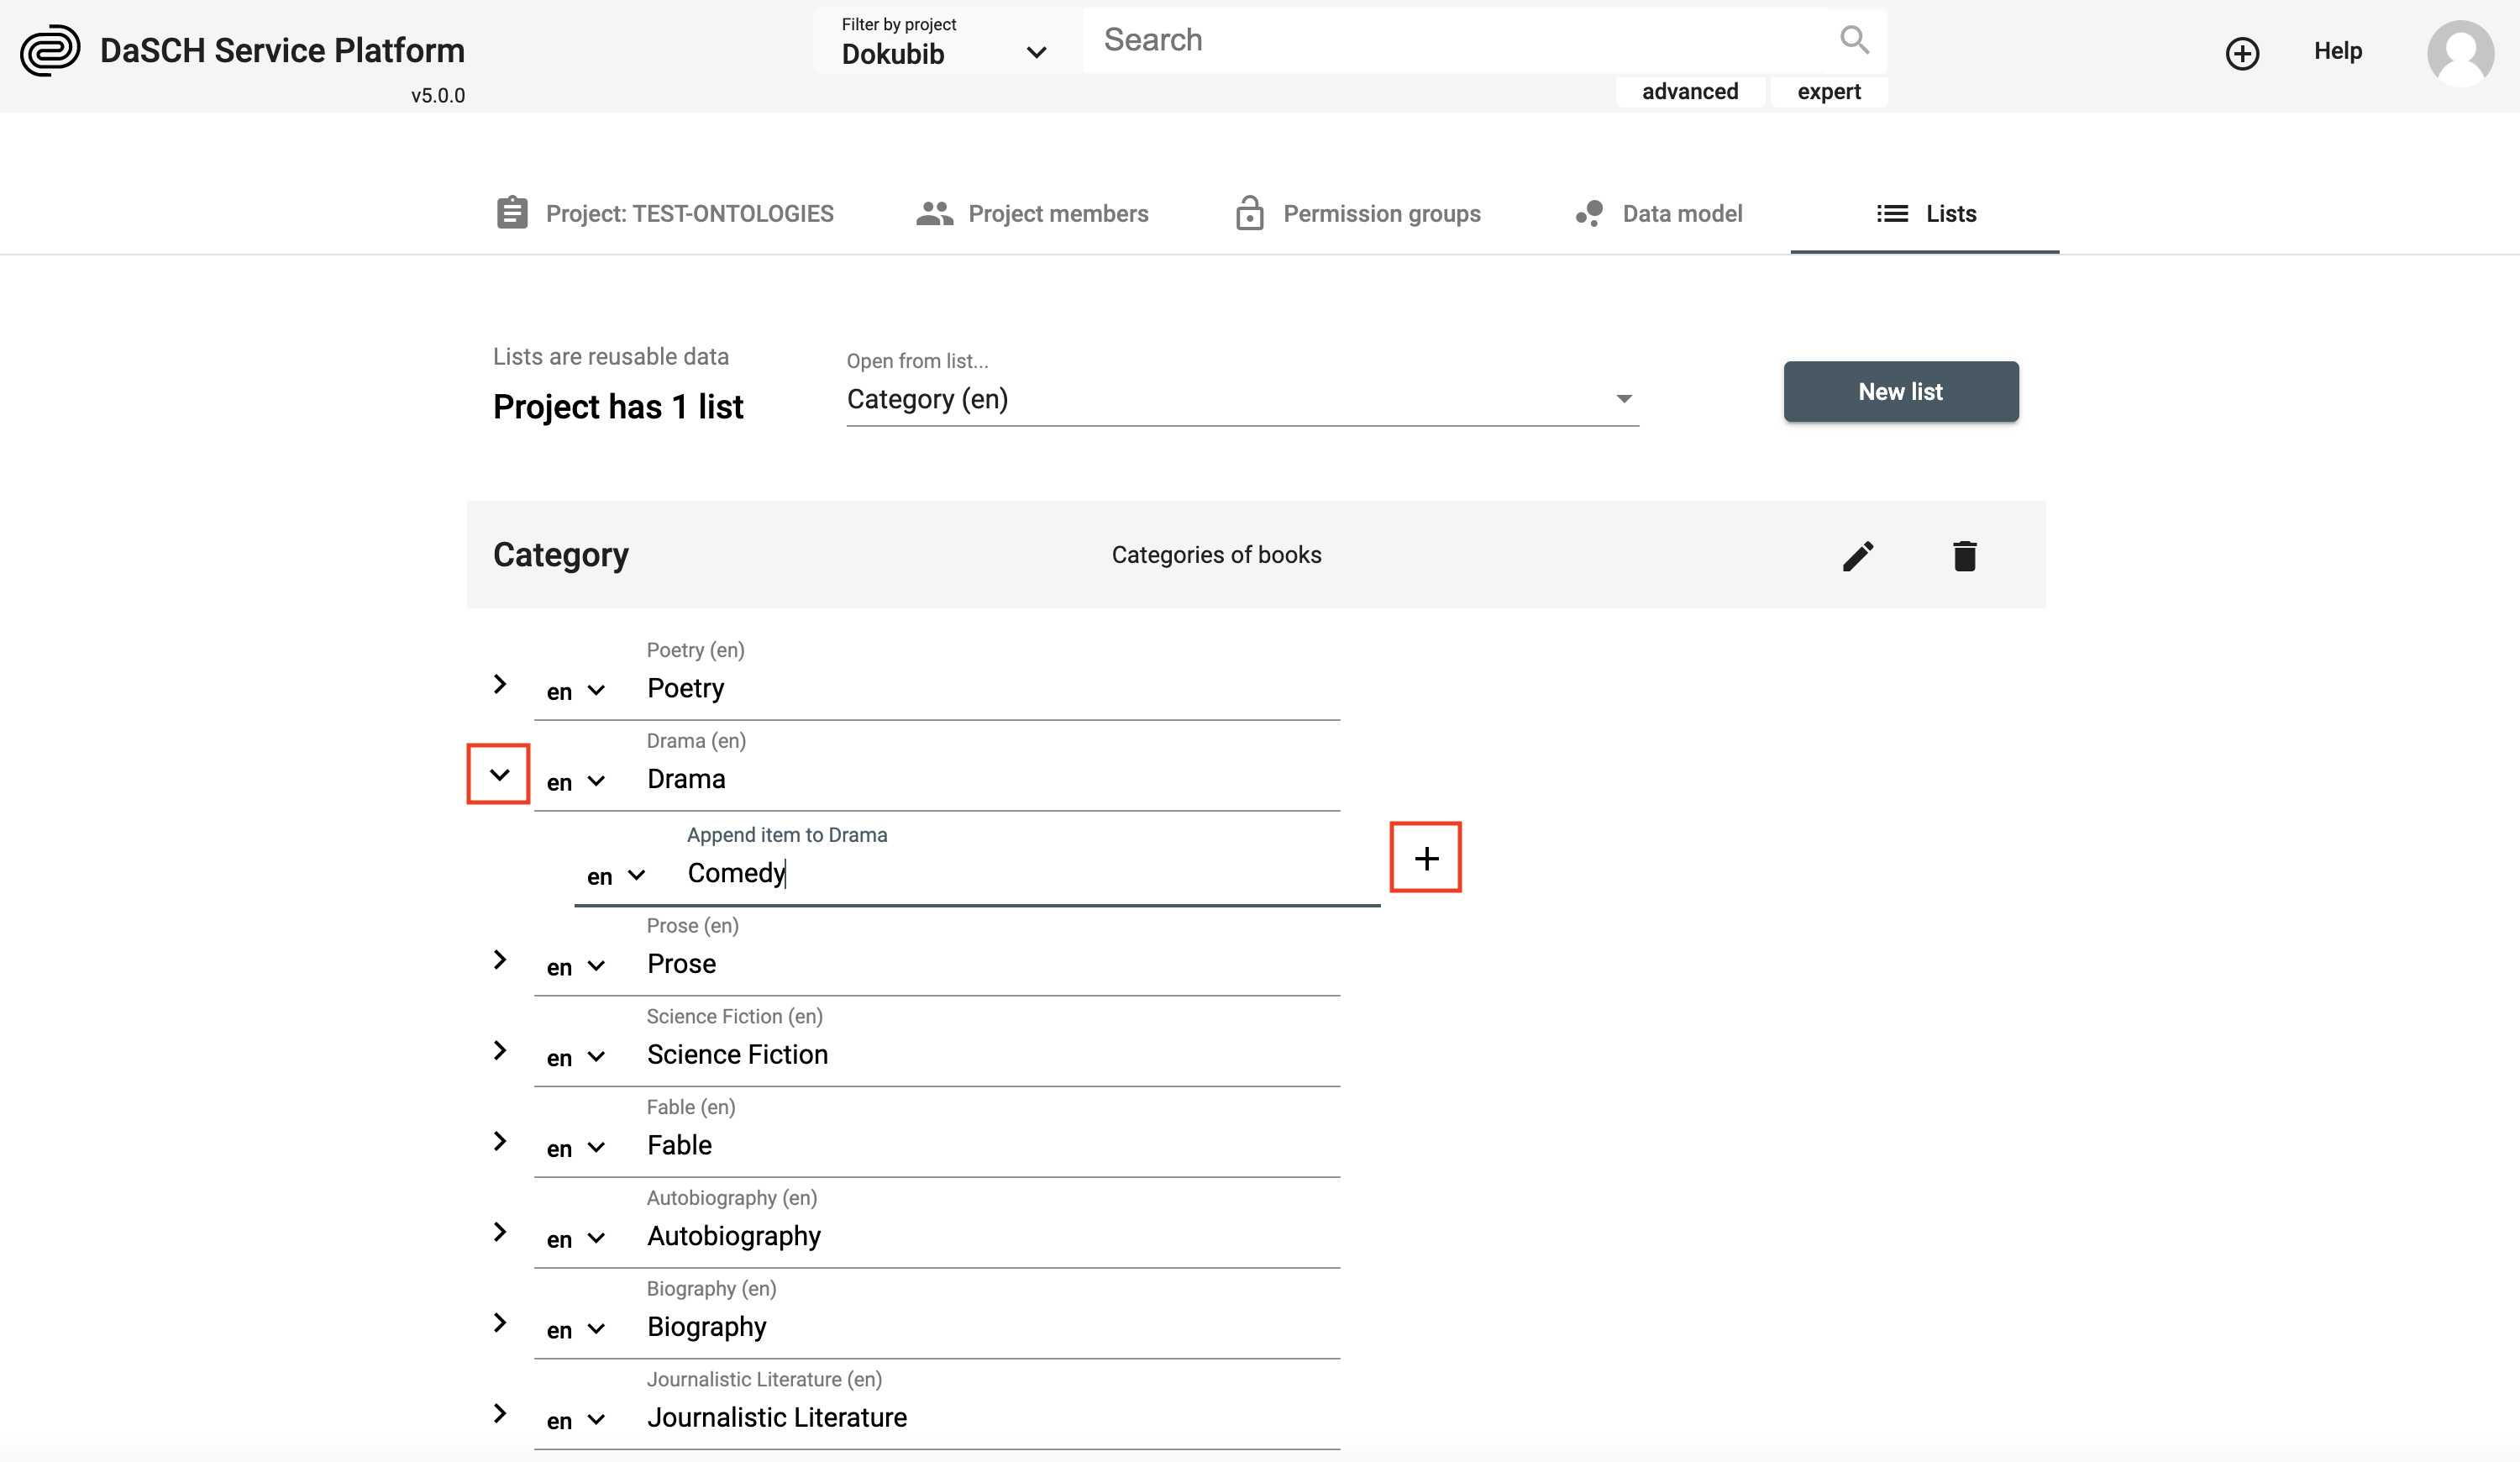 DaSCH Service Platform
v5.0.0
Filter by project
Dokubib
Search
advanced
expert
Help
Project: TEST-ONTOLOGIES
Project members
Permission groups
Data model
Lists
Lists are reusable data
Project has 1 list
Open from list...
Category (en)
New list
Category
Categories of books
Poetry (en)
en Poetry
Drama (en)
en Drama
Append item to Drama
en Comedy
Prose (en)
en Prose
Science Fiction (en)
en Science Fiction
Fable (en)
en Fable
Autobiography (en)
en Autobiography
Biography (en)
en Biography
Journalistic Literature (en)
en Journalistic Literature